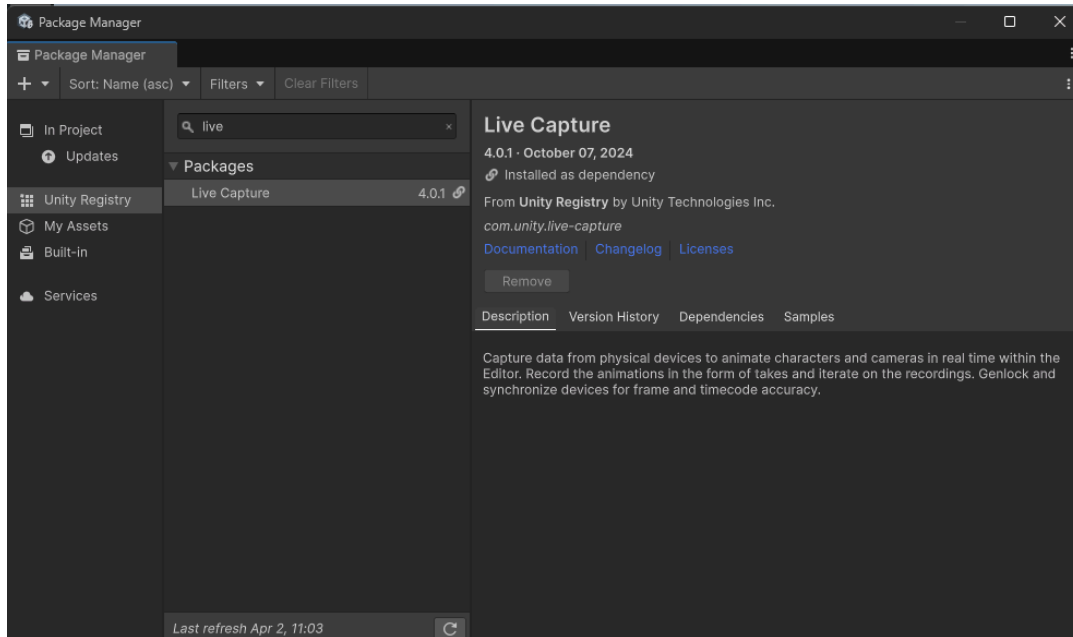 Package Manager
Package Manager
Sort: Name (asc) Filters Clear Filters
In Project
Updates
Unity Registry
My Assets
Built-in
Services
live
Packages
Live Capture 4.0.1
Last refresh Apr 2, 11:03
Live Capture
4.0.1 · October 07, 2024
Installed as dependency
From Unity Registry by Unity Technologies Inc.
com.unity.live-capture
Documentation Changelog Licenses
Remove
Description Version History Dependencies Samples
Capture data from physical devices to animate characters and cameras in real time within the
Editor. Record the animations in the form of takes and iterate on the recordings. Genlock and
synchronize devices for frame and timecode accuracy.